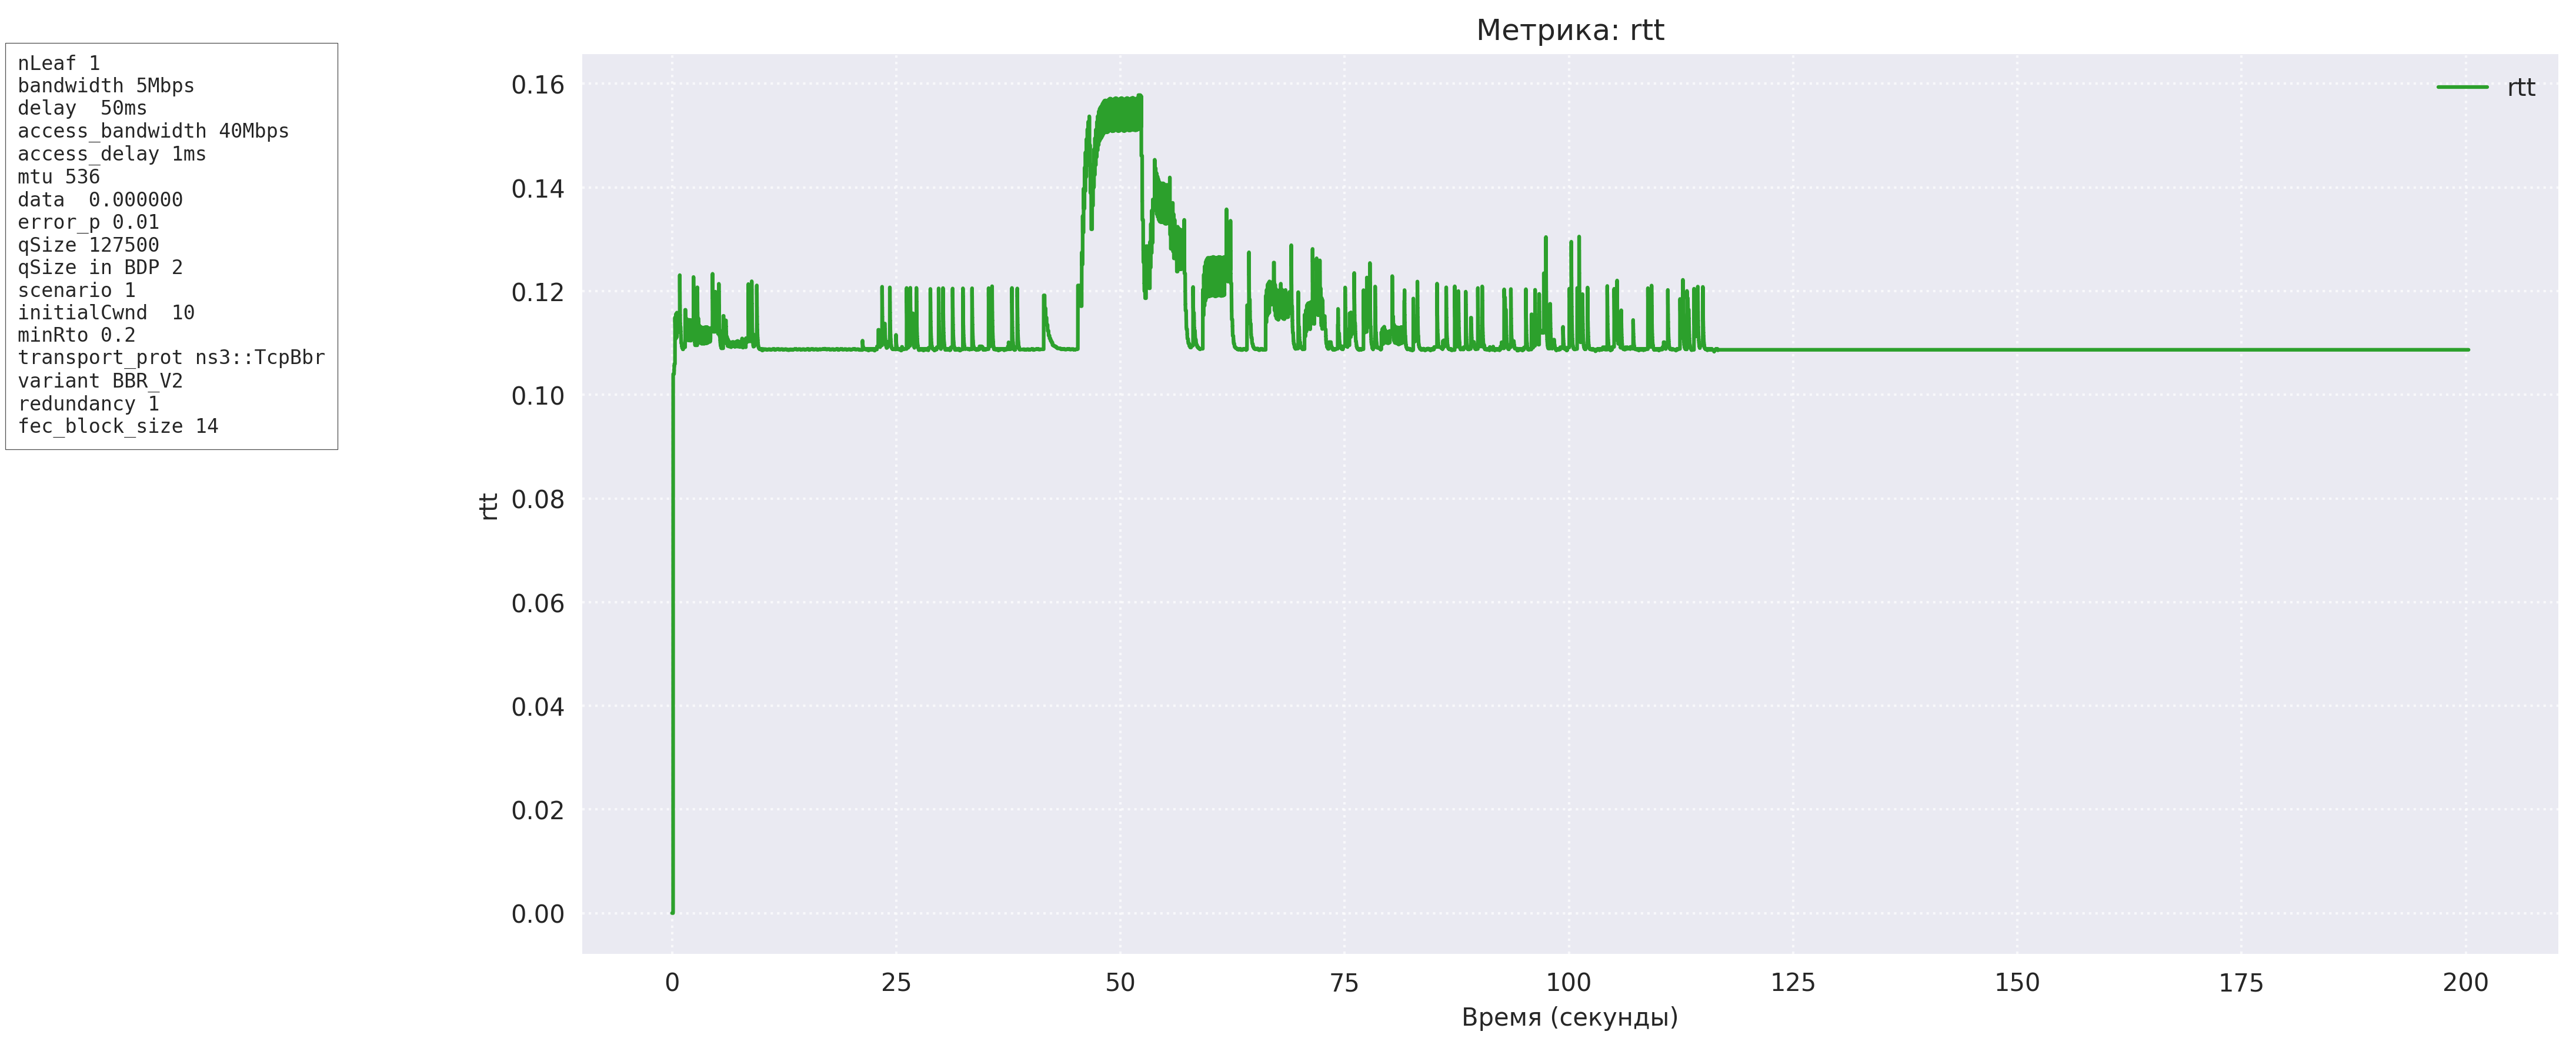 Метрика: rtt
nLeaf 1
bandwidth 5Mbps
delay  50ms
access_bandwidth 40Mbps
access_delay 1ms
mtu 536
data  0.000000
error_p 0.01
qSize 127500
qSize in BDP 2
scenario 1
initialCwnd  10
minRto 0.2
transport_prot ns3::TcpBbr
variant BBR_V2
redundancy 1
fec_block_size 14
rtt
0.16
0.14
0.12
0.10
0.08
0.06
0.04
0.02
0.00
rtt
0 25 50 75 100 125 150 175 200
Время (секунды)